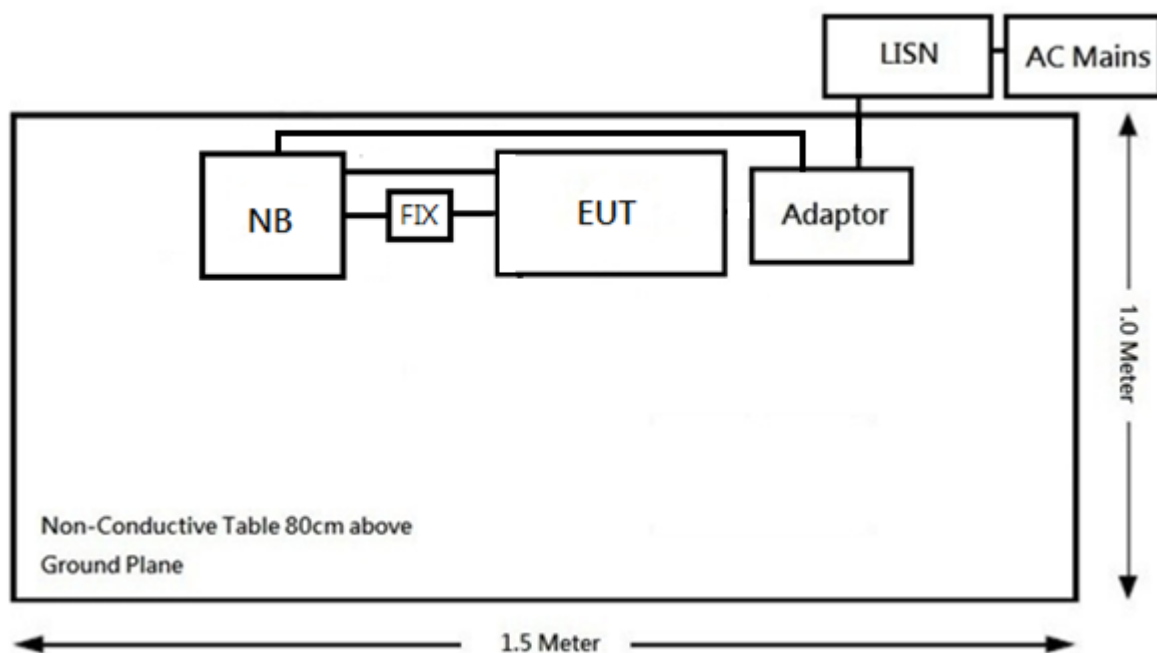 LISN
AC Mains
NB
FIX
EUT
Adaptor
1.0 Meter
Non-Conductive Table 80cm above
Ground Plane
1.5 Meter